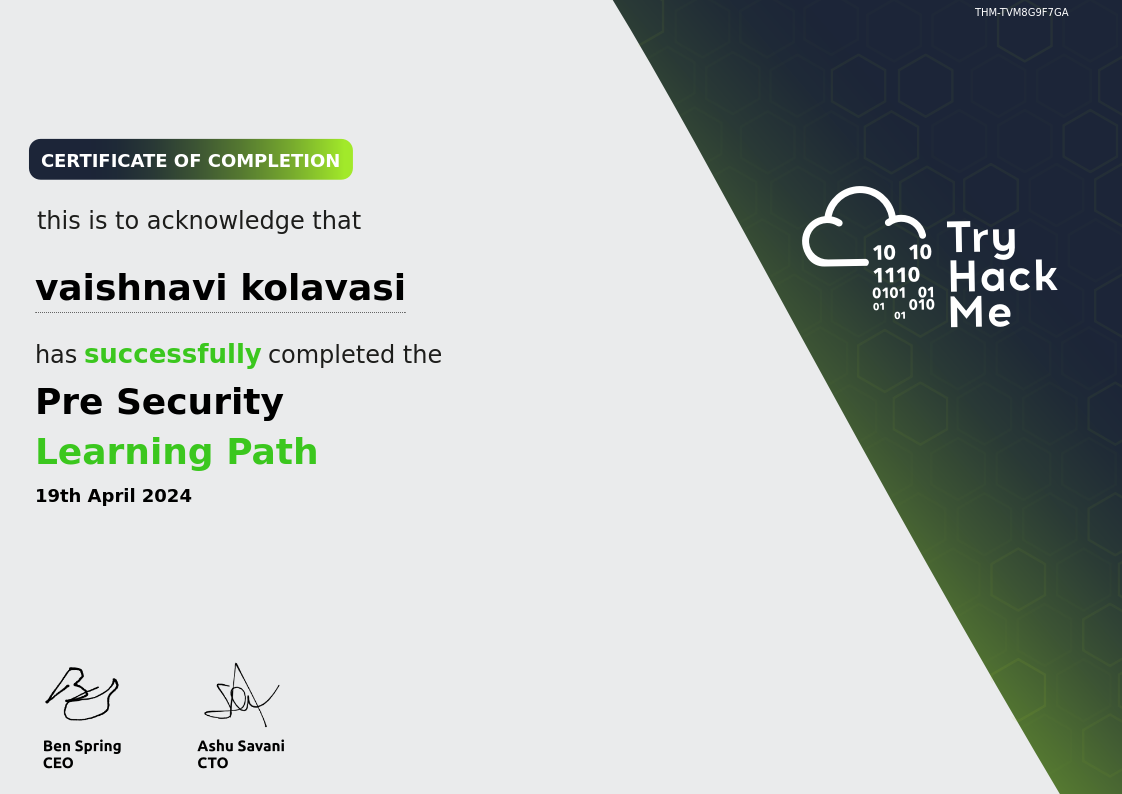 THM-TVM8G9F7GA
CERTIFICATE OF COMPLETION
this is to acknowledge that
vaishnavi kolavasi
has successfully completed the
Pre Security
Learning Path
19th April 2024
10 10
1110
0101 01
01 010
01
Try
Hack
Me
Ben Spring
CEO
Ashu Savani
CTO